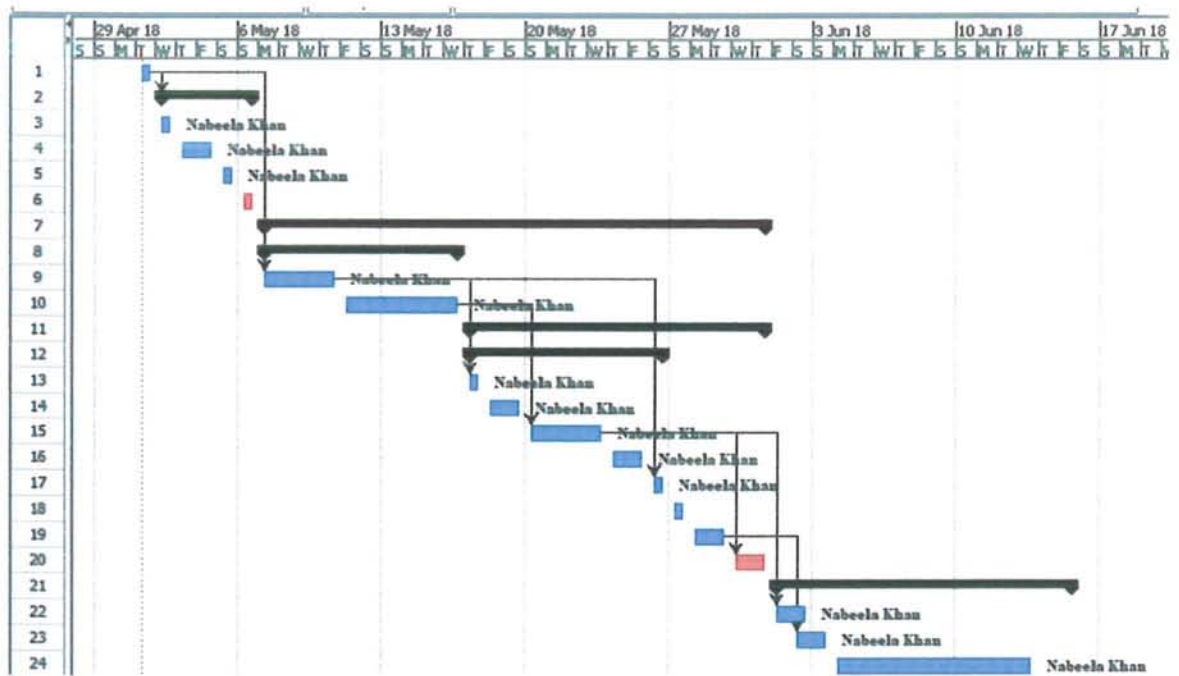 29 Apr 18 6 May 18 13 May 18 20 May 18 27 May 18 3 Jun 18 10 Jun 18 17 Jun 18
S S M T W T F S S M T W T F S S M T W T F S S M T W T F S S M T W T F S S M T W T F S S M T W T F S S M T
1
2
3 Nabeela Khan
4 Nabeela Khan
5 Nabeela Khan
6
7
8
9 Nabeela Khan
10 Nabeela Khan
11
12
13 Nabeela Khan
14 Nabeela Khan
15 Nabeela Khan
16 Nabeela Khan
17 Nabeela Khan
18
19
20
21
22 Nabeela Khan
23 Nabeela Khan
24 Nabeela Khan